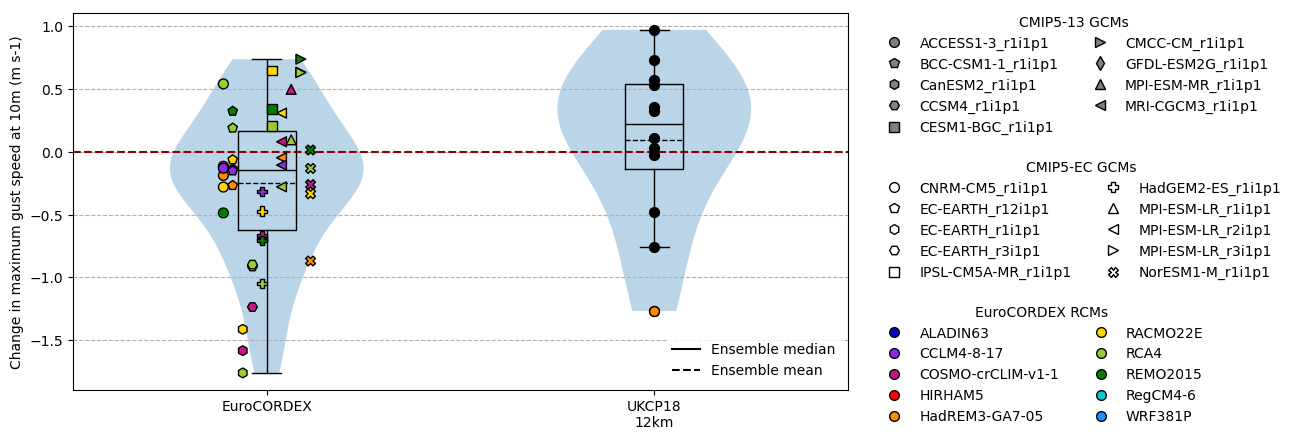 Change in maximum gust speed at 10m (m s-1)
1.0
0.5
0.0
−0.5
−1.0
−1.5
EuroCORDEX
UKCP18
12km
Ensemble median
Ensemble mean
CMIP5-13 GCMs
ACCESS1-3_r1i1p1
BCC-CSM1-1_r1i1p1
CanESM2_r1i1p1
CCSM4_r1i1p1
CESM1-BGC_r1i1p1
CMCC-CM_r1i1p1
GFDL-ESM2G_r1i1p1
MPI-ESM-MR_r1i1p1
MRI-CGCM3_r1i1p1
CMIP5-EC GCMs
CNRM-CM5_r1i1p1
EC-EARTH_r12i1p1
EC-EARTH_r1i1p1
EC-EARTH_r3i1p1
IPSL-CM5A-MR_r1i1p1
HadGEM2-ES_r1i1p1
MPI-ESM-LR_r1i1p1
MPI-ESM-LR_r2i1p1
MPI-ESM-LR_r3i1p1
NorESM1-M_r1i1p1
EuroCORDEX RCMs
ALADIN63
CCLM4-8-17
COSMO-crCLIM-v1-1
HIRHAM5
HadREM3-GA7-05
RACMO22E
RCA4
REMO2015
RegCM4-6
WRF381P